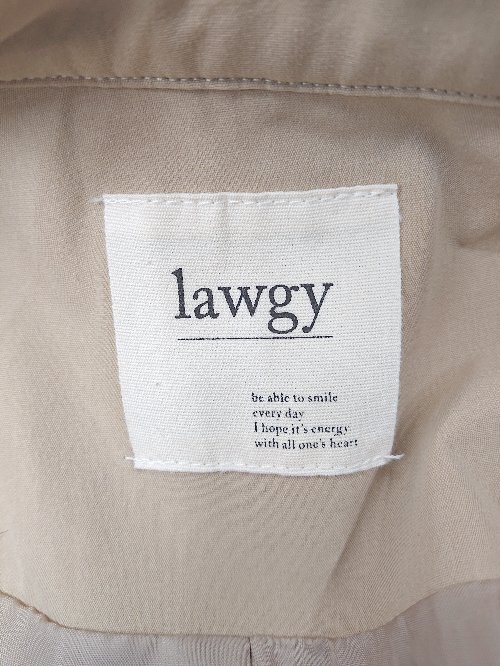 lawgy
be able to smile
every day
I hope it's energy
with all one's heart